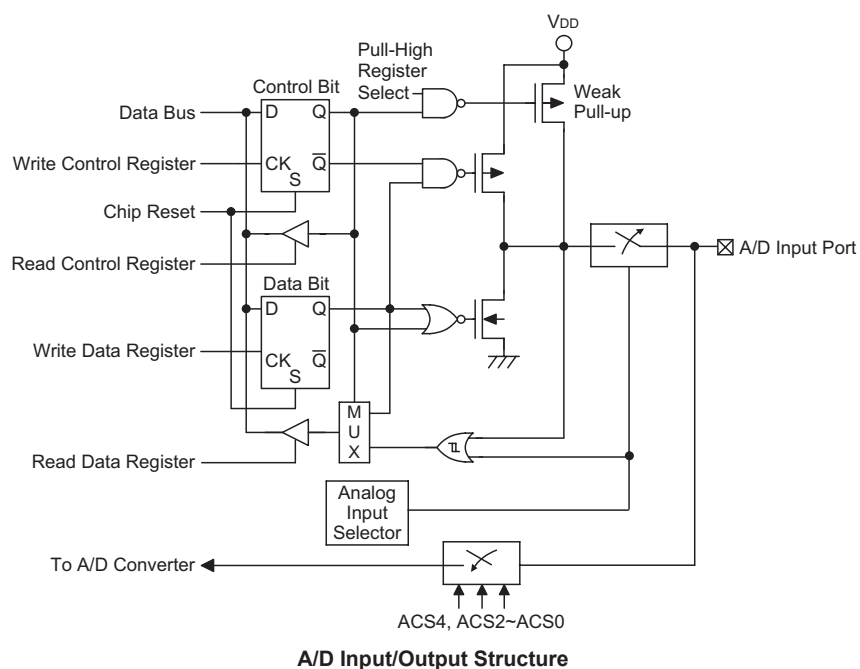 VDD
Pull-High
Register
Select
Control Bit
Weak
Pull-up
Data Bus
D
Q
Write Control Register
CK
Q
S
Chip Reset
Read Control Register
A/D Input Port
Data Bit
D
Q
Write Data Register
CK
Q
S
M
U
X
Read Data Register
Analog
Input
Selector
To A/D Converter
ACS4, ACS2~ACS0
A/D Input/Output Structure